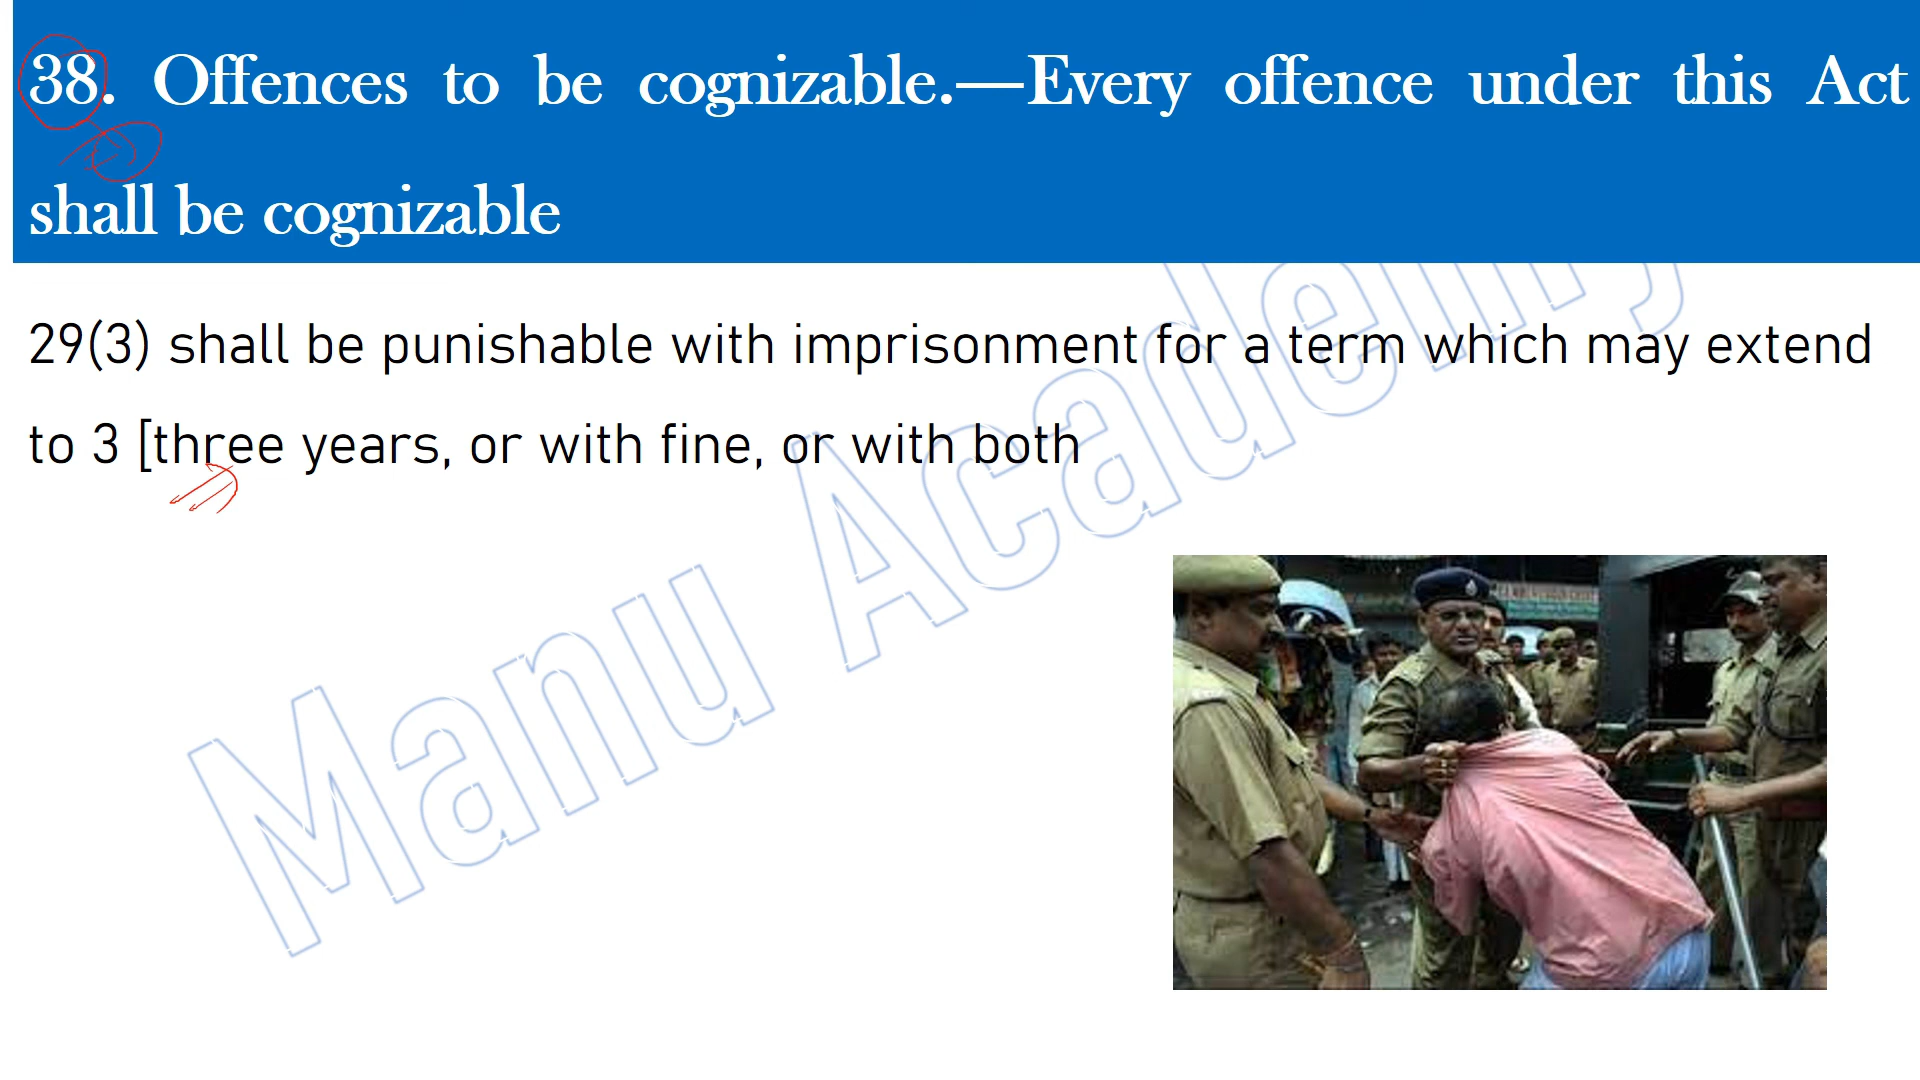 38. Offences to be cognizable.—Every offence under this Act
shall be cognizable
29(3) shall be punishable with imprisonment for a term which may extend
to 3 [three years, or with fine, or with both
Manu Academy